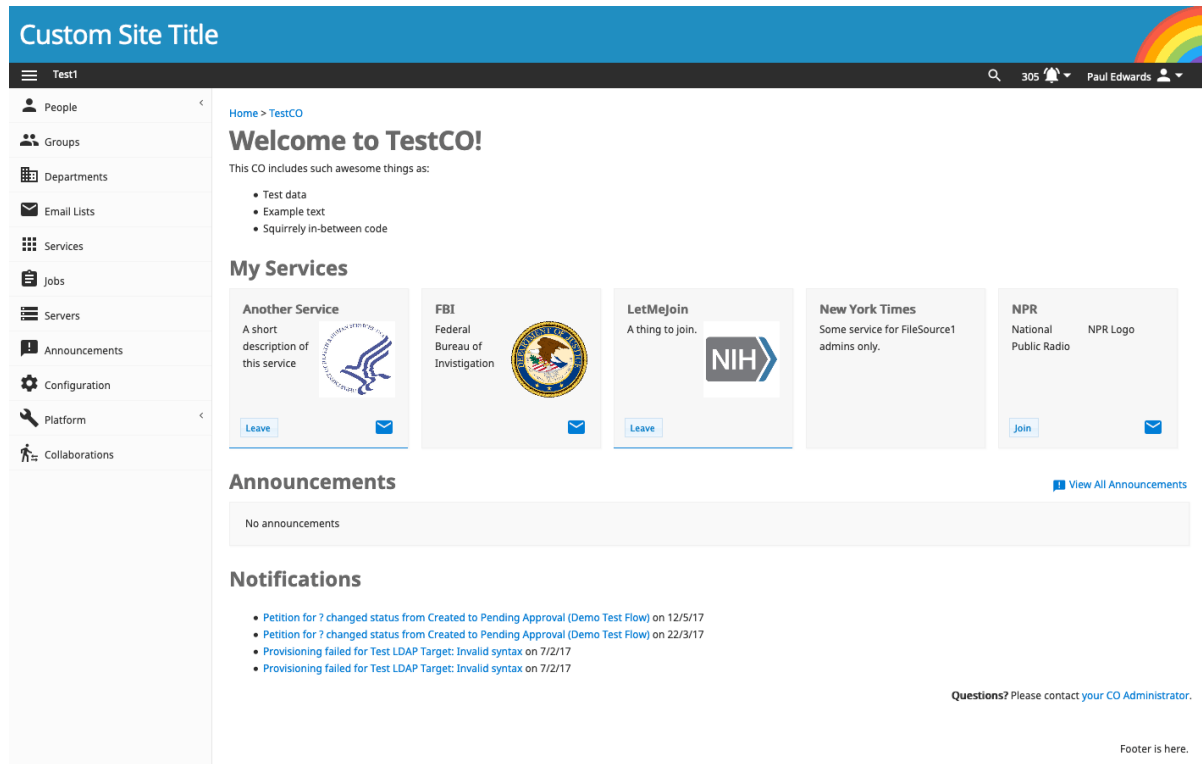 Custom Site Title
Test1
305
Paul Edwards
People
Groups
Departments
Email Lists
Services
Jobs
Servers
Announcements
Configuration
Platform
Collaborations
Home > TestCO
Welcome to TestCO!
This CO includes such awesome things as:
Test data
Example text
Squirrely in-between code
My Services
Another Service
A short
description of
this service
Leave
FBI
Federal
Bureau of
Invistigation
LetMeJoin
A thing to join.
NIH
Leave
New York Times
Some service for FileSource1
admins only.
NPR
National
Public Radio
NPR Logo
Join
Announcements
View All Announcements
No announcements
Notifications
Petition for ? changed status from Created to Pending Approval (Demo Test Flow) on 12/5/17
Petition for ? changed status from Created to Pending Approval (Demo Test Flow) on 22/3/17
Provisioning failed for Test LDAP Target: Invalid syntax on 7/2/17
Provisioning failed for Test LDAP Target: Invalid syntax on 7/2/17
Questions? Please contact your CO Administrator.
Footer is here.